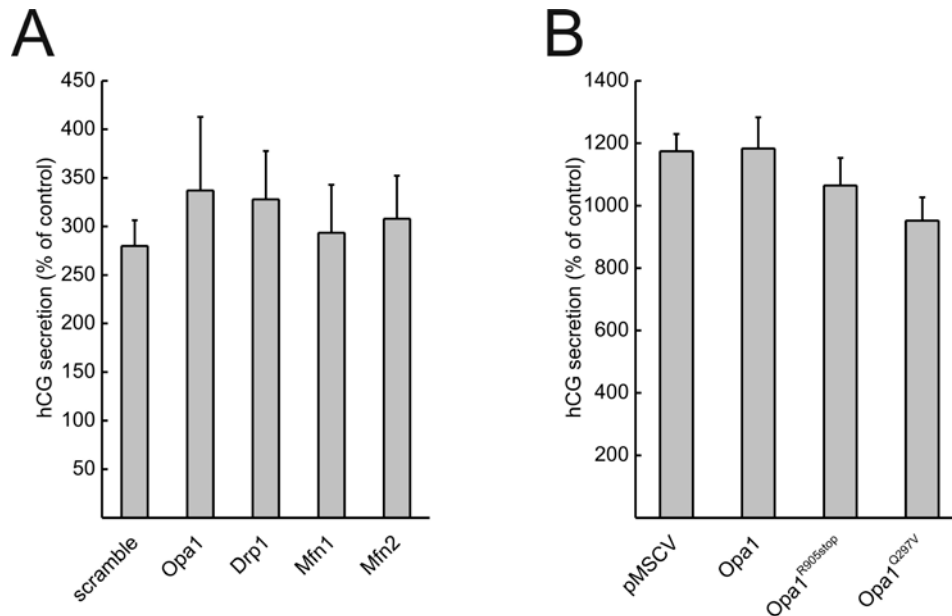 A
450
400
350
300
250
200
150
100
50
hCG secretion (% of control)
scramble
Opa1
Drp1
Mfn1
Mfn2
B
1400
1200
1000
800
600
400
200
hCG secretion (% of control)
pMSCV
Opa1
Opa1R905stop
Opa1Q297V